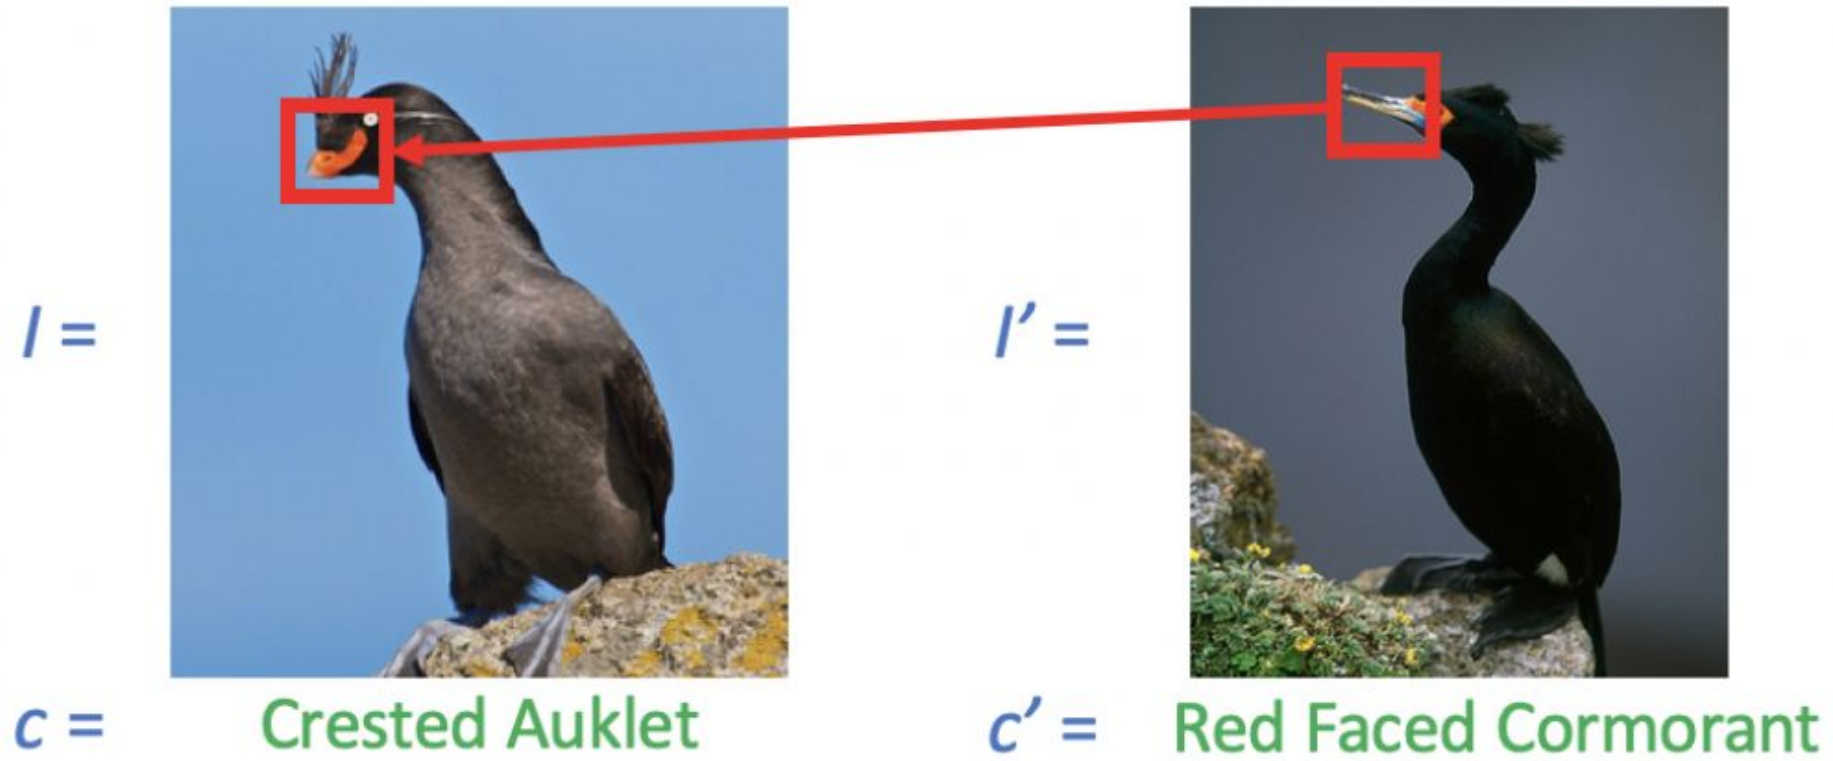 I =
I′ =
c = Crested Auklet
c′ = Red Faced Cormorant